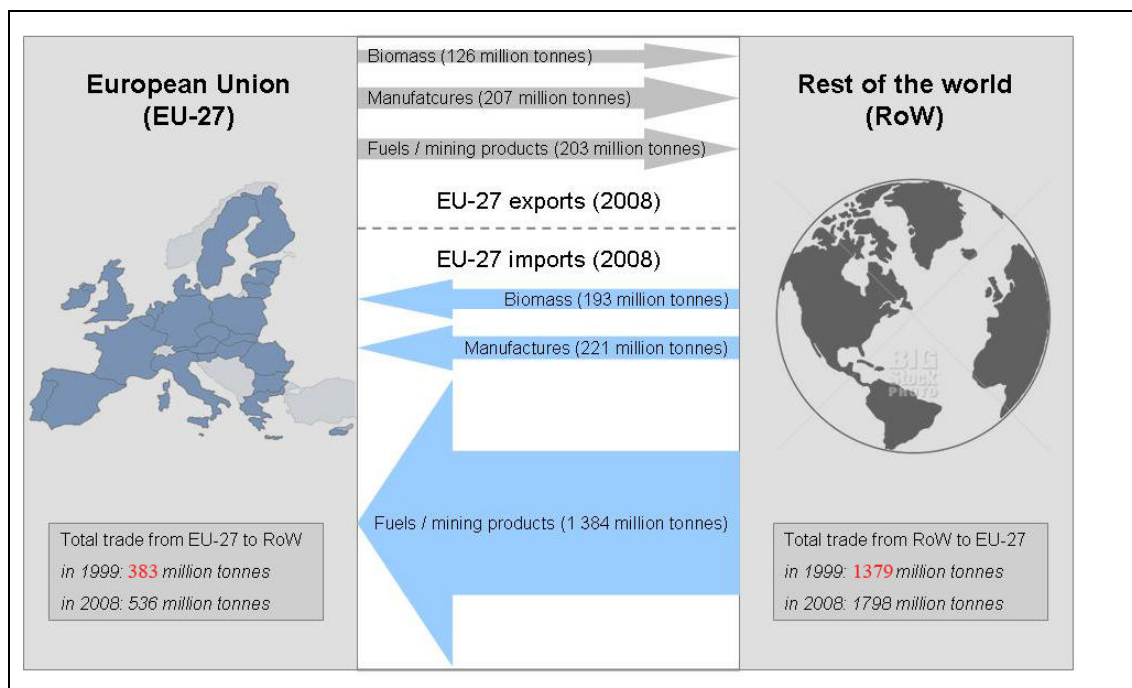 European Union
(EU-27)
Biomass (126 million tonnes)
Manufatcures (207 million tonnes)
Fuels / mining products (203 million tonnes)
EU-27 exports (2008)
EU-27 imports (2008)
Biomass (193 million tonnes)
Manufactures (221 million tonnes)
Fuels / mining products (1 384 million tonnes)
Rest of the world
(RoW)
BIG
Stock
PHOTO
Total trade from EU-27 to RoW
in 1999: 383 million tonnes
in 2008: 536 million tonnes
Total trade from RoW to EU-27
in 1999: 1379 million tonnes
in 2008: 1798 million tonnes